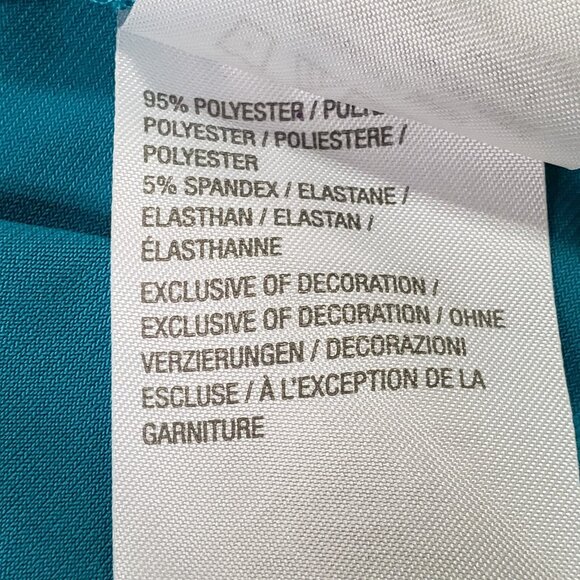 95% POLYESTER /
POLYESTER / POLIESTERE /
POLYESTER
5% SPANDEX / ELASTANE /
ELASTHAN / ELASTAN /
ÉLASTHANNE
EXCLUSIVE OF DECORATION /
EXCLUSIVE OF DECORATION / OHNE
VERZIERUNGEN / DECORAZIONI
ESCLUSE / À L'EXCEPTION DE LA
GARNITURE